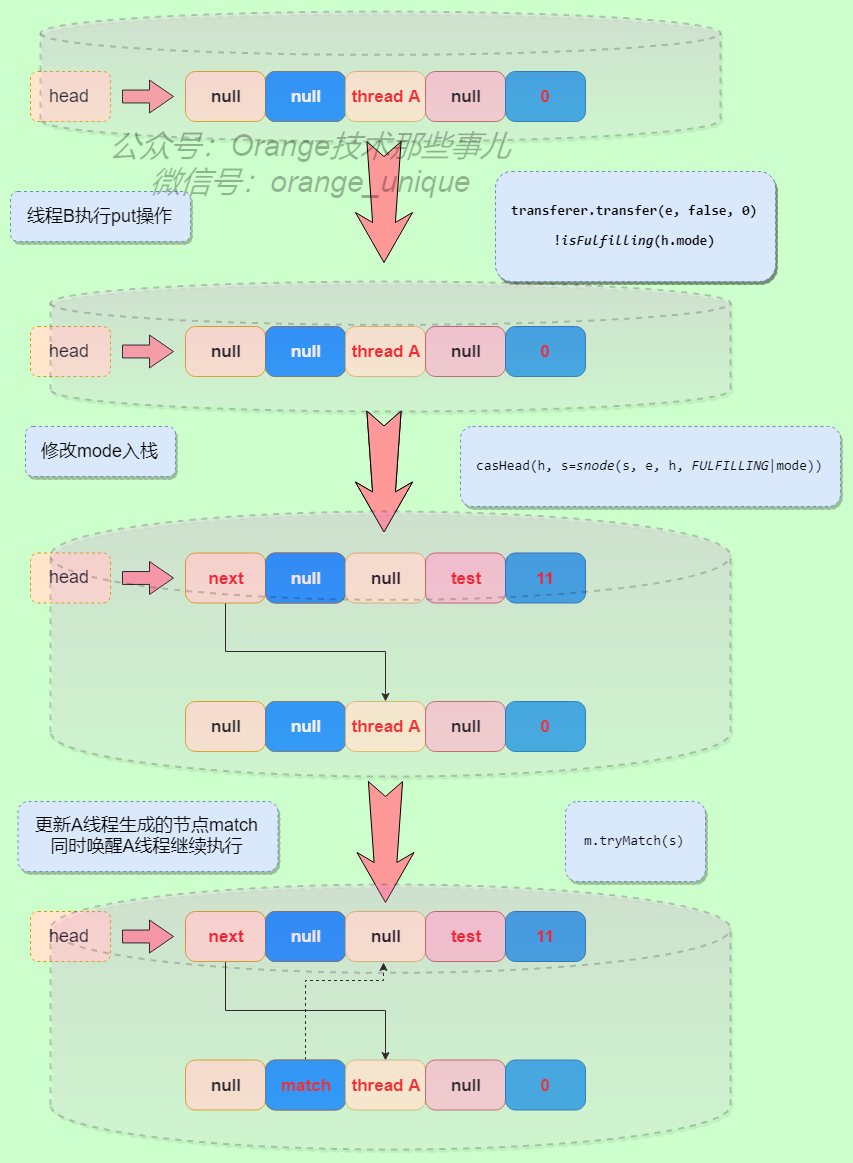 head
null null thread A null 0
公众号：Orange技术那些事儿
微信号：orange_unique
线程B执行put操作
transferer.transfer(e, false, 0)
!isFulfilling(h.mode)
head
null null thread A null 0
修改mode入栈
casHead(h, s=snode(s, e, h, FULFILLING|mode))
head
next null null test 11
null null thread A null 0
更新A线程生成的节点match
同时唤醒A线程继续执行
m.tryMatch(s)
head
next null null test 11
null match thread A null 0